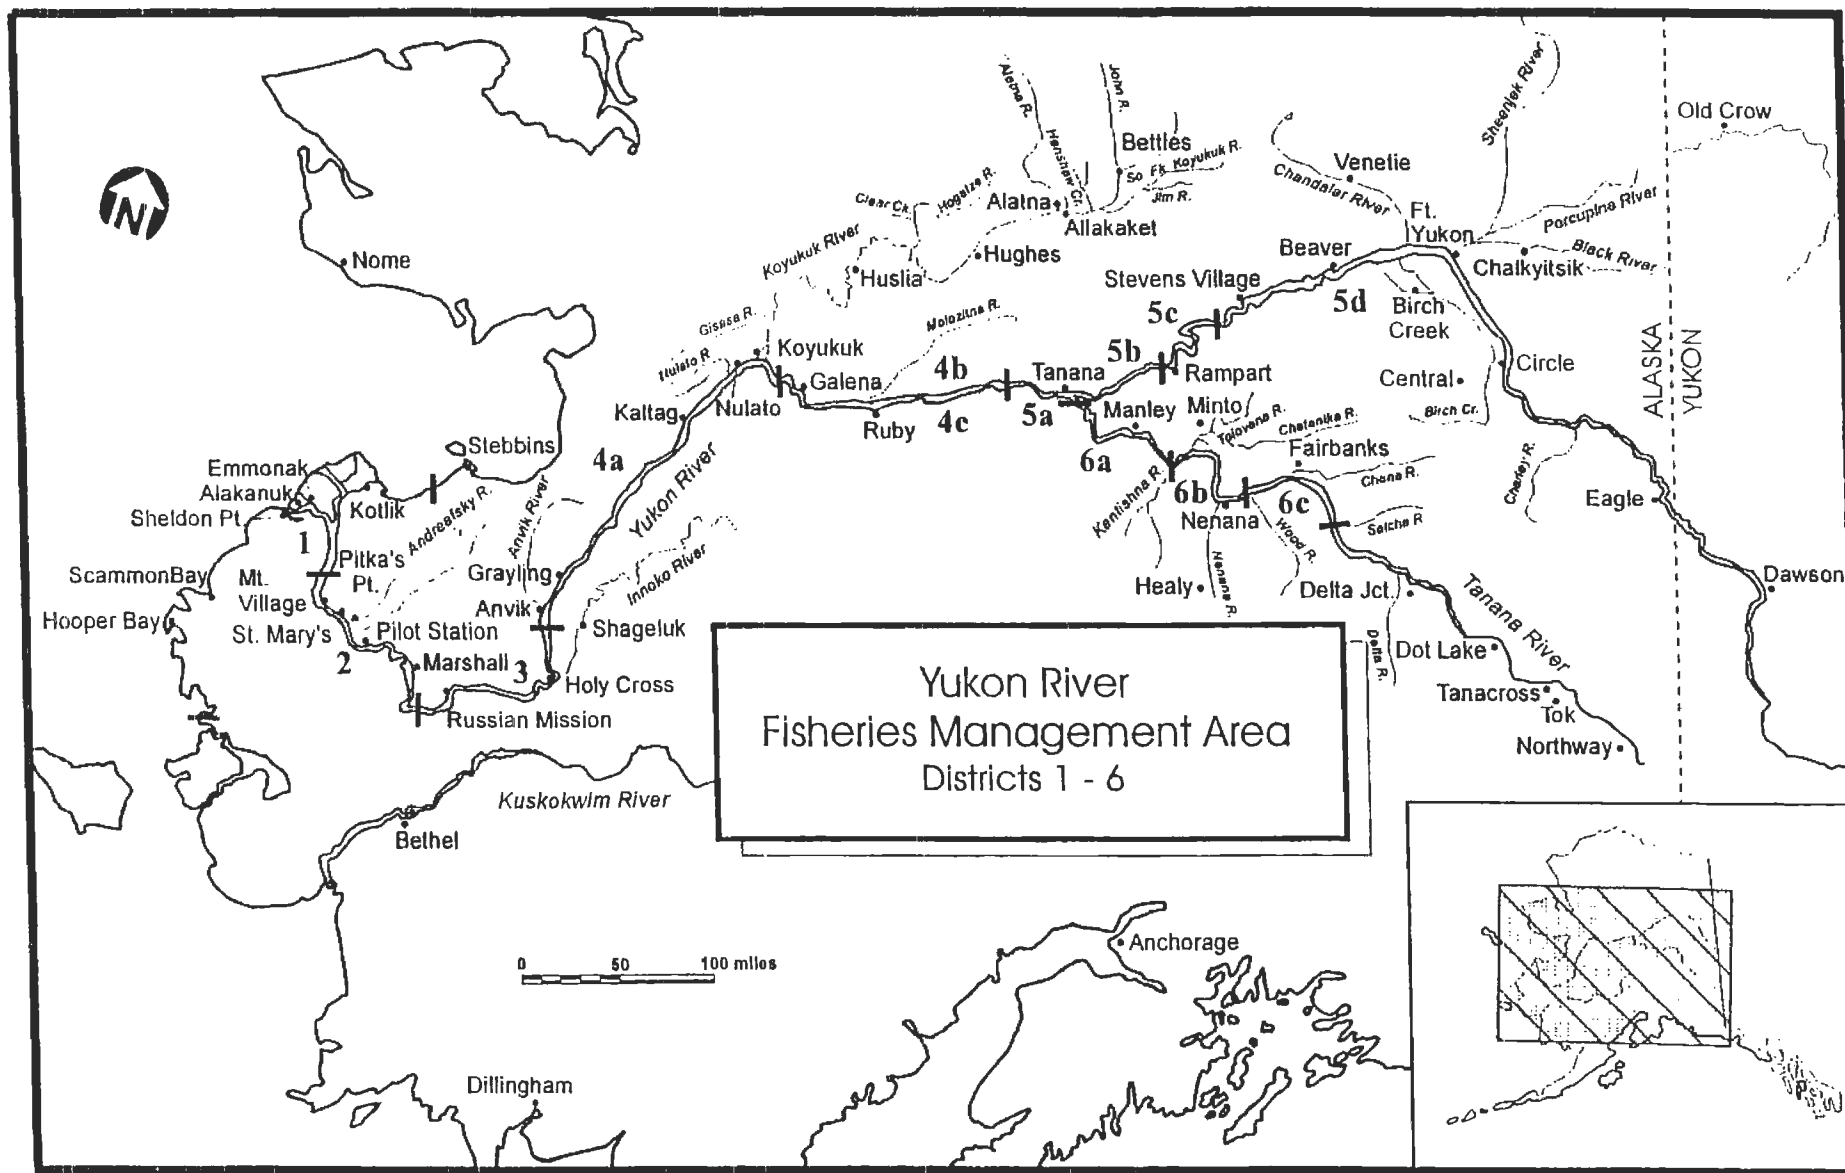 Old Crow
Sheenjek River
Alatna R.
John R.
Bettles
Henshaw Cr.
So Fk Koyukuk R.
Venetie
Chandalar River
Clear Ck.
Hogatza R.
Alatna
Jim R.
Ft.
Yukon
Porcupine River
Allakaket
N
Nome
Koyukuk River
Hughes
Beaver
Black River
Chalkyitsik
Huslia
Stevens Village
5d
Birch
Creek
5c
Gisasa R.
Melozitna R.
ALASKA
YUKON
Koyukuk
Nulato R
5b
Circle
4b
Tanana
Rampart
Galena
Central
Kaltag
Nulato
4c
5a
Manley
Minto
Birch Cr.
Ruby
Tolovana R.
Chatanika R.
Stebbins
4a
6a
Fairbanks
Emmonak
Alakanuk
Kotlik
Andreafsky R.
Anvik River
Yukon River
Kantishna R.
6b
6c
Chena R.
Charley R.
Eagle
Sheldon Pt.
Nenana
Salcha R
1
Pitka's
Pt.
Wood R.
Grayling
Innoko River
Scammon Bay
Mt.
Village
Healy
Nenana R.
Delta Jct.
Tanana River
Dawson
Hooper Bay
Anvik
Shageluk
St. Mary's
Pilot Station
2
Marshall
3
Holy Cross
Delta R.
Dot Lake
Russian Mission
Tanacross
Tok
Northway
Yukon River
Fisheries Management Area
Districts 1 - 6
Kuskokwim River
Bethel
Anchorage
0 50 100 miles
Dillingham